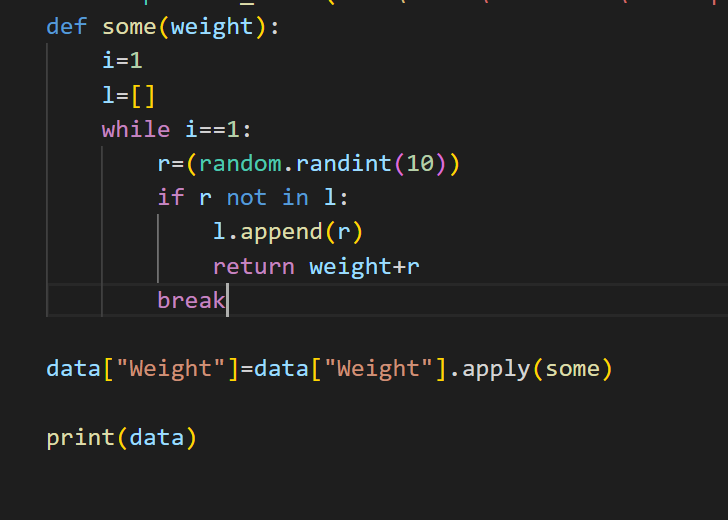 def some(weight):
    i=1
    l=[]
    while i==1:
        r=(random.randint(10))
        if r not in l:
            l.append(r)
            return weight+r
        break
data["Weight"]=data["Weight"].apply(some)
print(data)